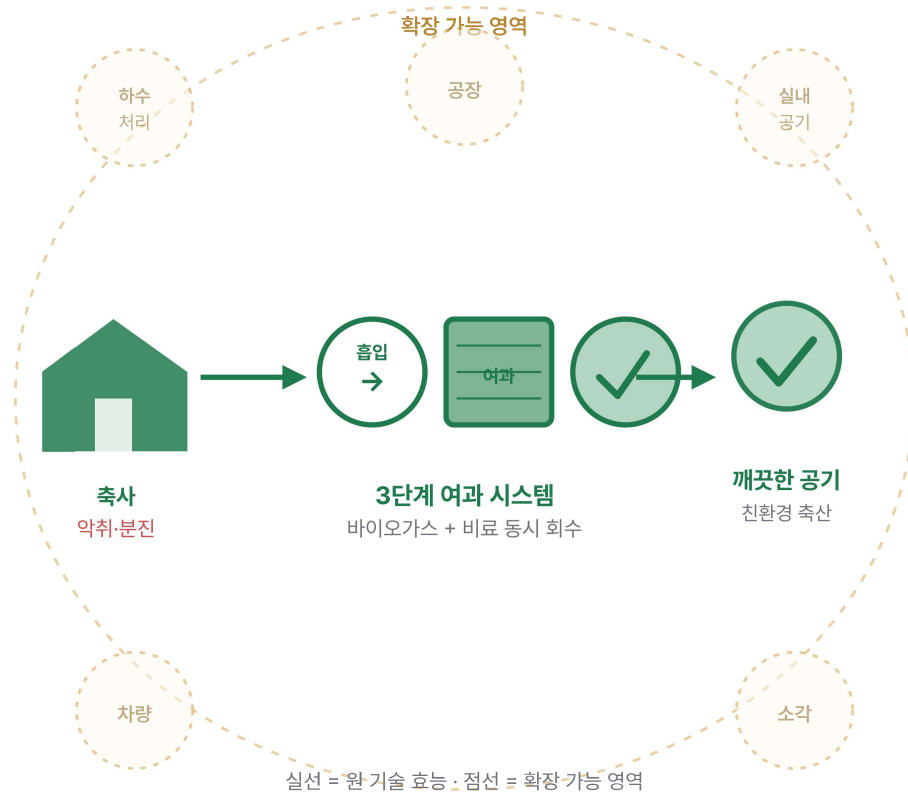 확장 가능 영역
하수
처리
공장
실내
공기
흡입
→
여과
축사
악취·분진
3단계 여과 시스템
바이오가스 + 비료 동시 회수
깨끗한 공기
친환경 축산
차량
소각
실선 = 원 기술 효능 · 점선 = 확장 가능 영역